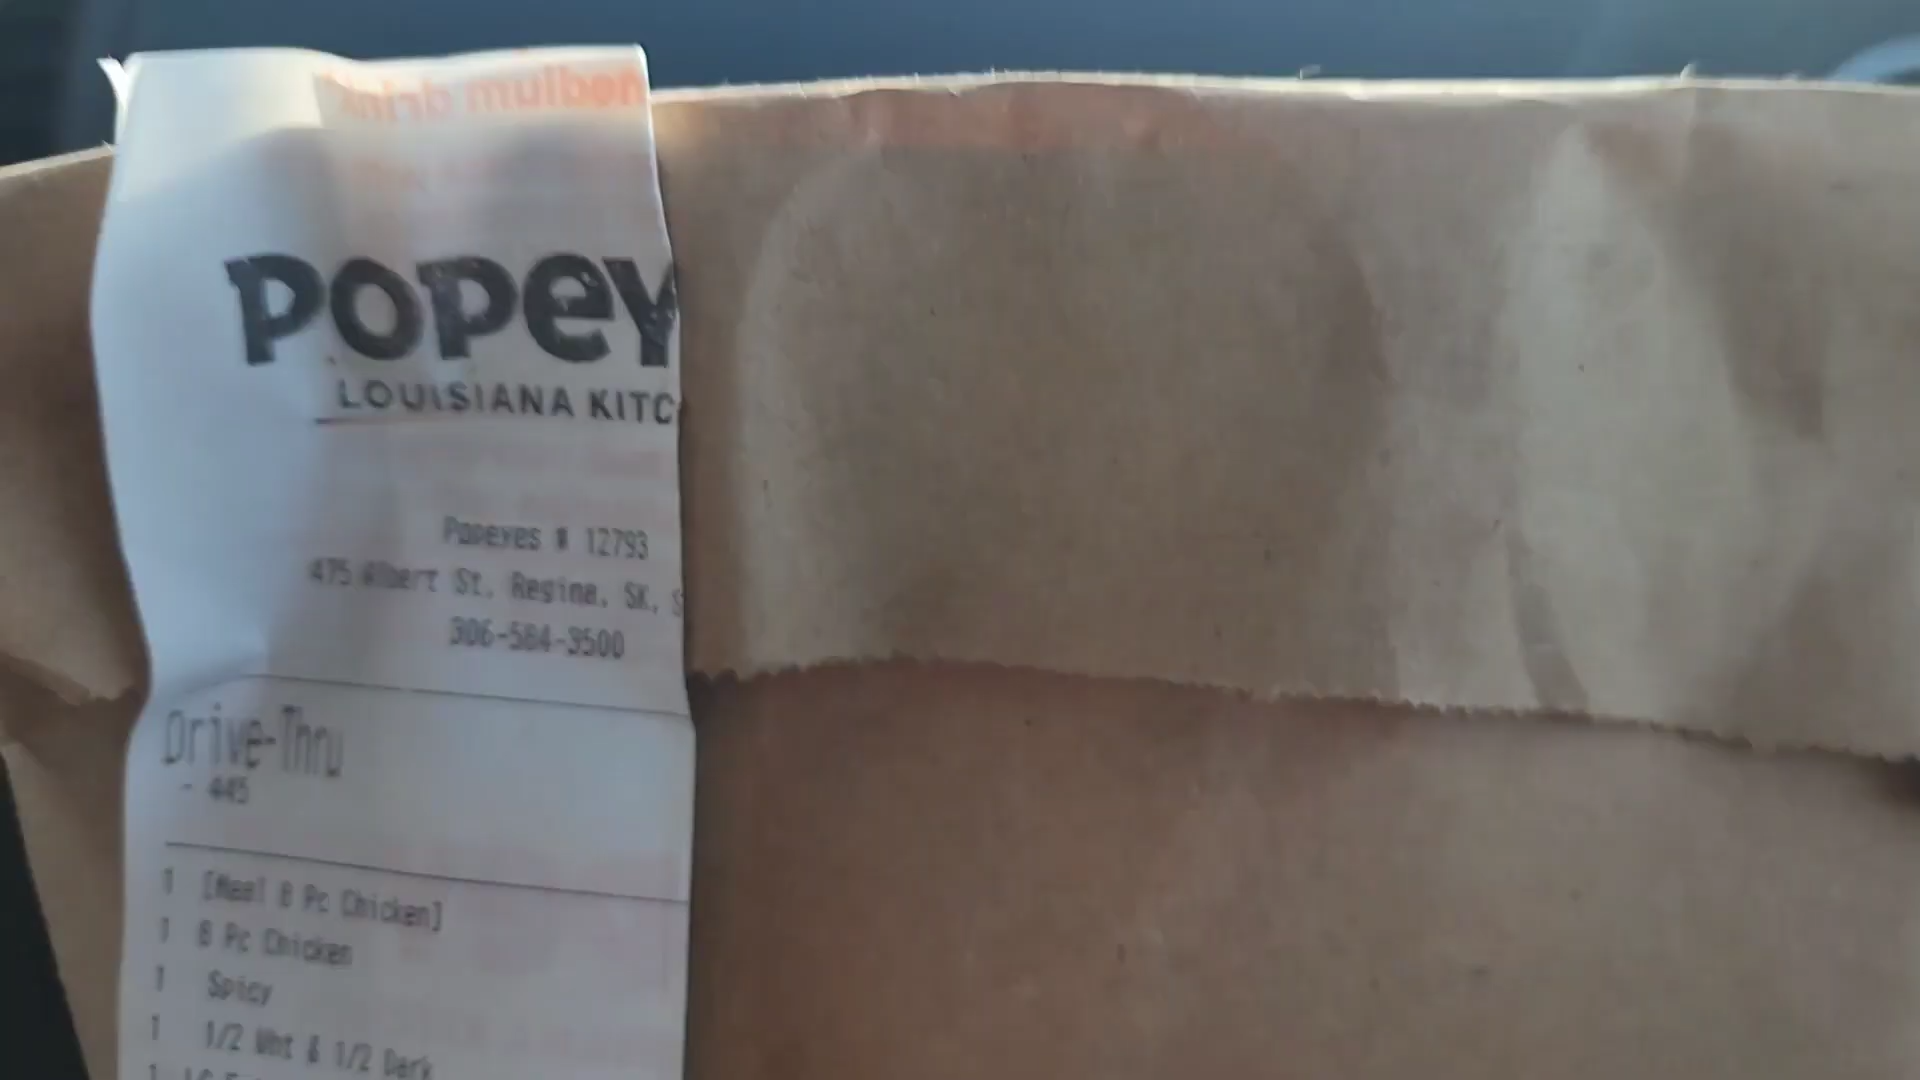 medium drink
POPEY
LOUISIANA KITC
Popeyes # 12793
475 Albert St, Regina, SK, S
306-584-3500
Drive-Thru
- 445
1 [Meal 8 Pc Chicken]
1 8 Pc Chicken
1 Spicy
1 1/2 Wht & 1/2 Dark
1